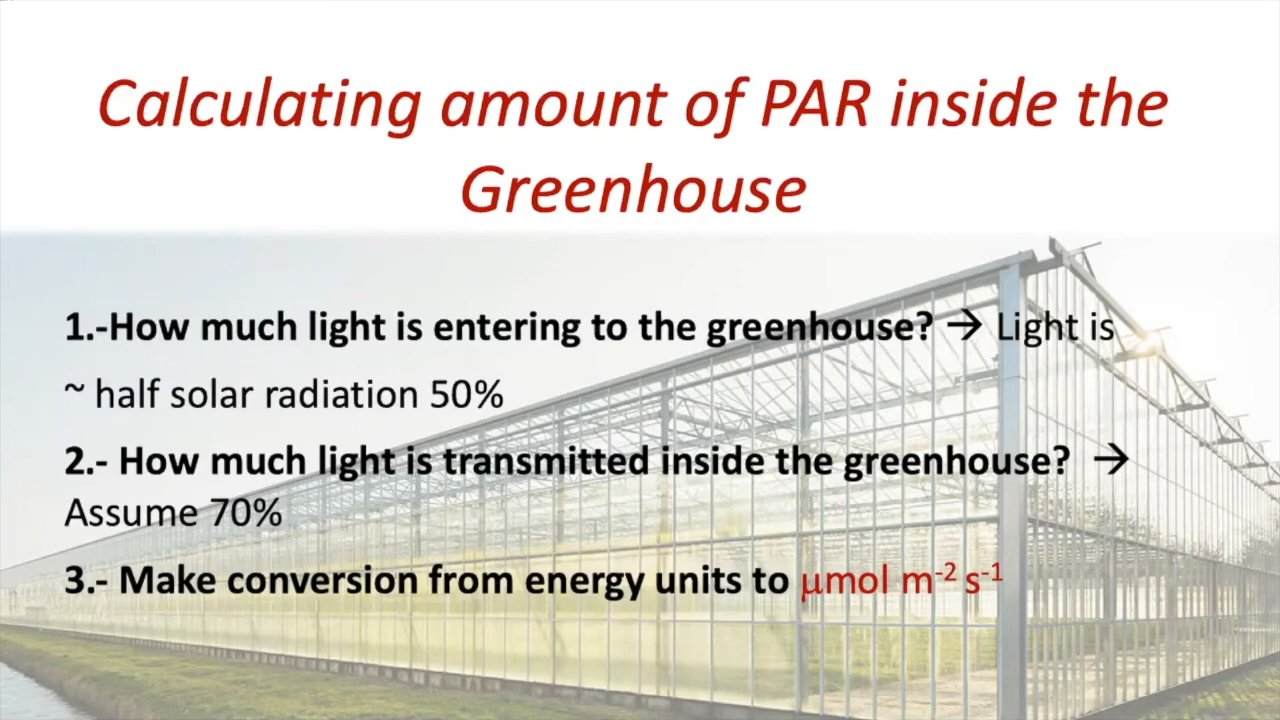 Calculating amount of PAR inside the
Greenhouse
1.-How much light is entering to the greenhouse? → Light is
~ half solar radiation 50%
2.- How much light is transmitted inside the greenhouse? →
Assume 70%
3.- Make conversion from energy units to µmol m⁻² s⁻¹